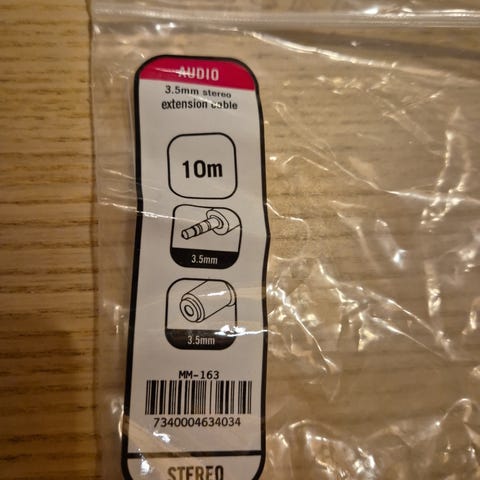 AUDIO
3.5mm stereo
extension cable
10m
3.5mm
3.5mm
MM-163
7340004634034
STEREO